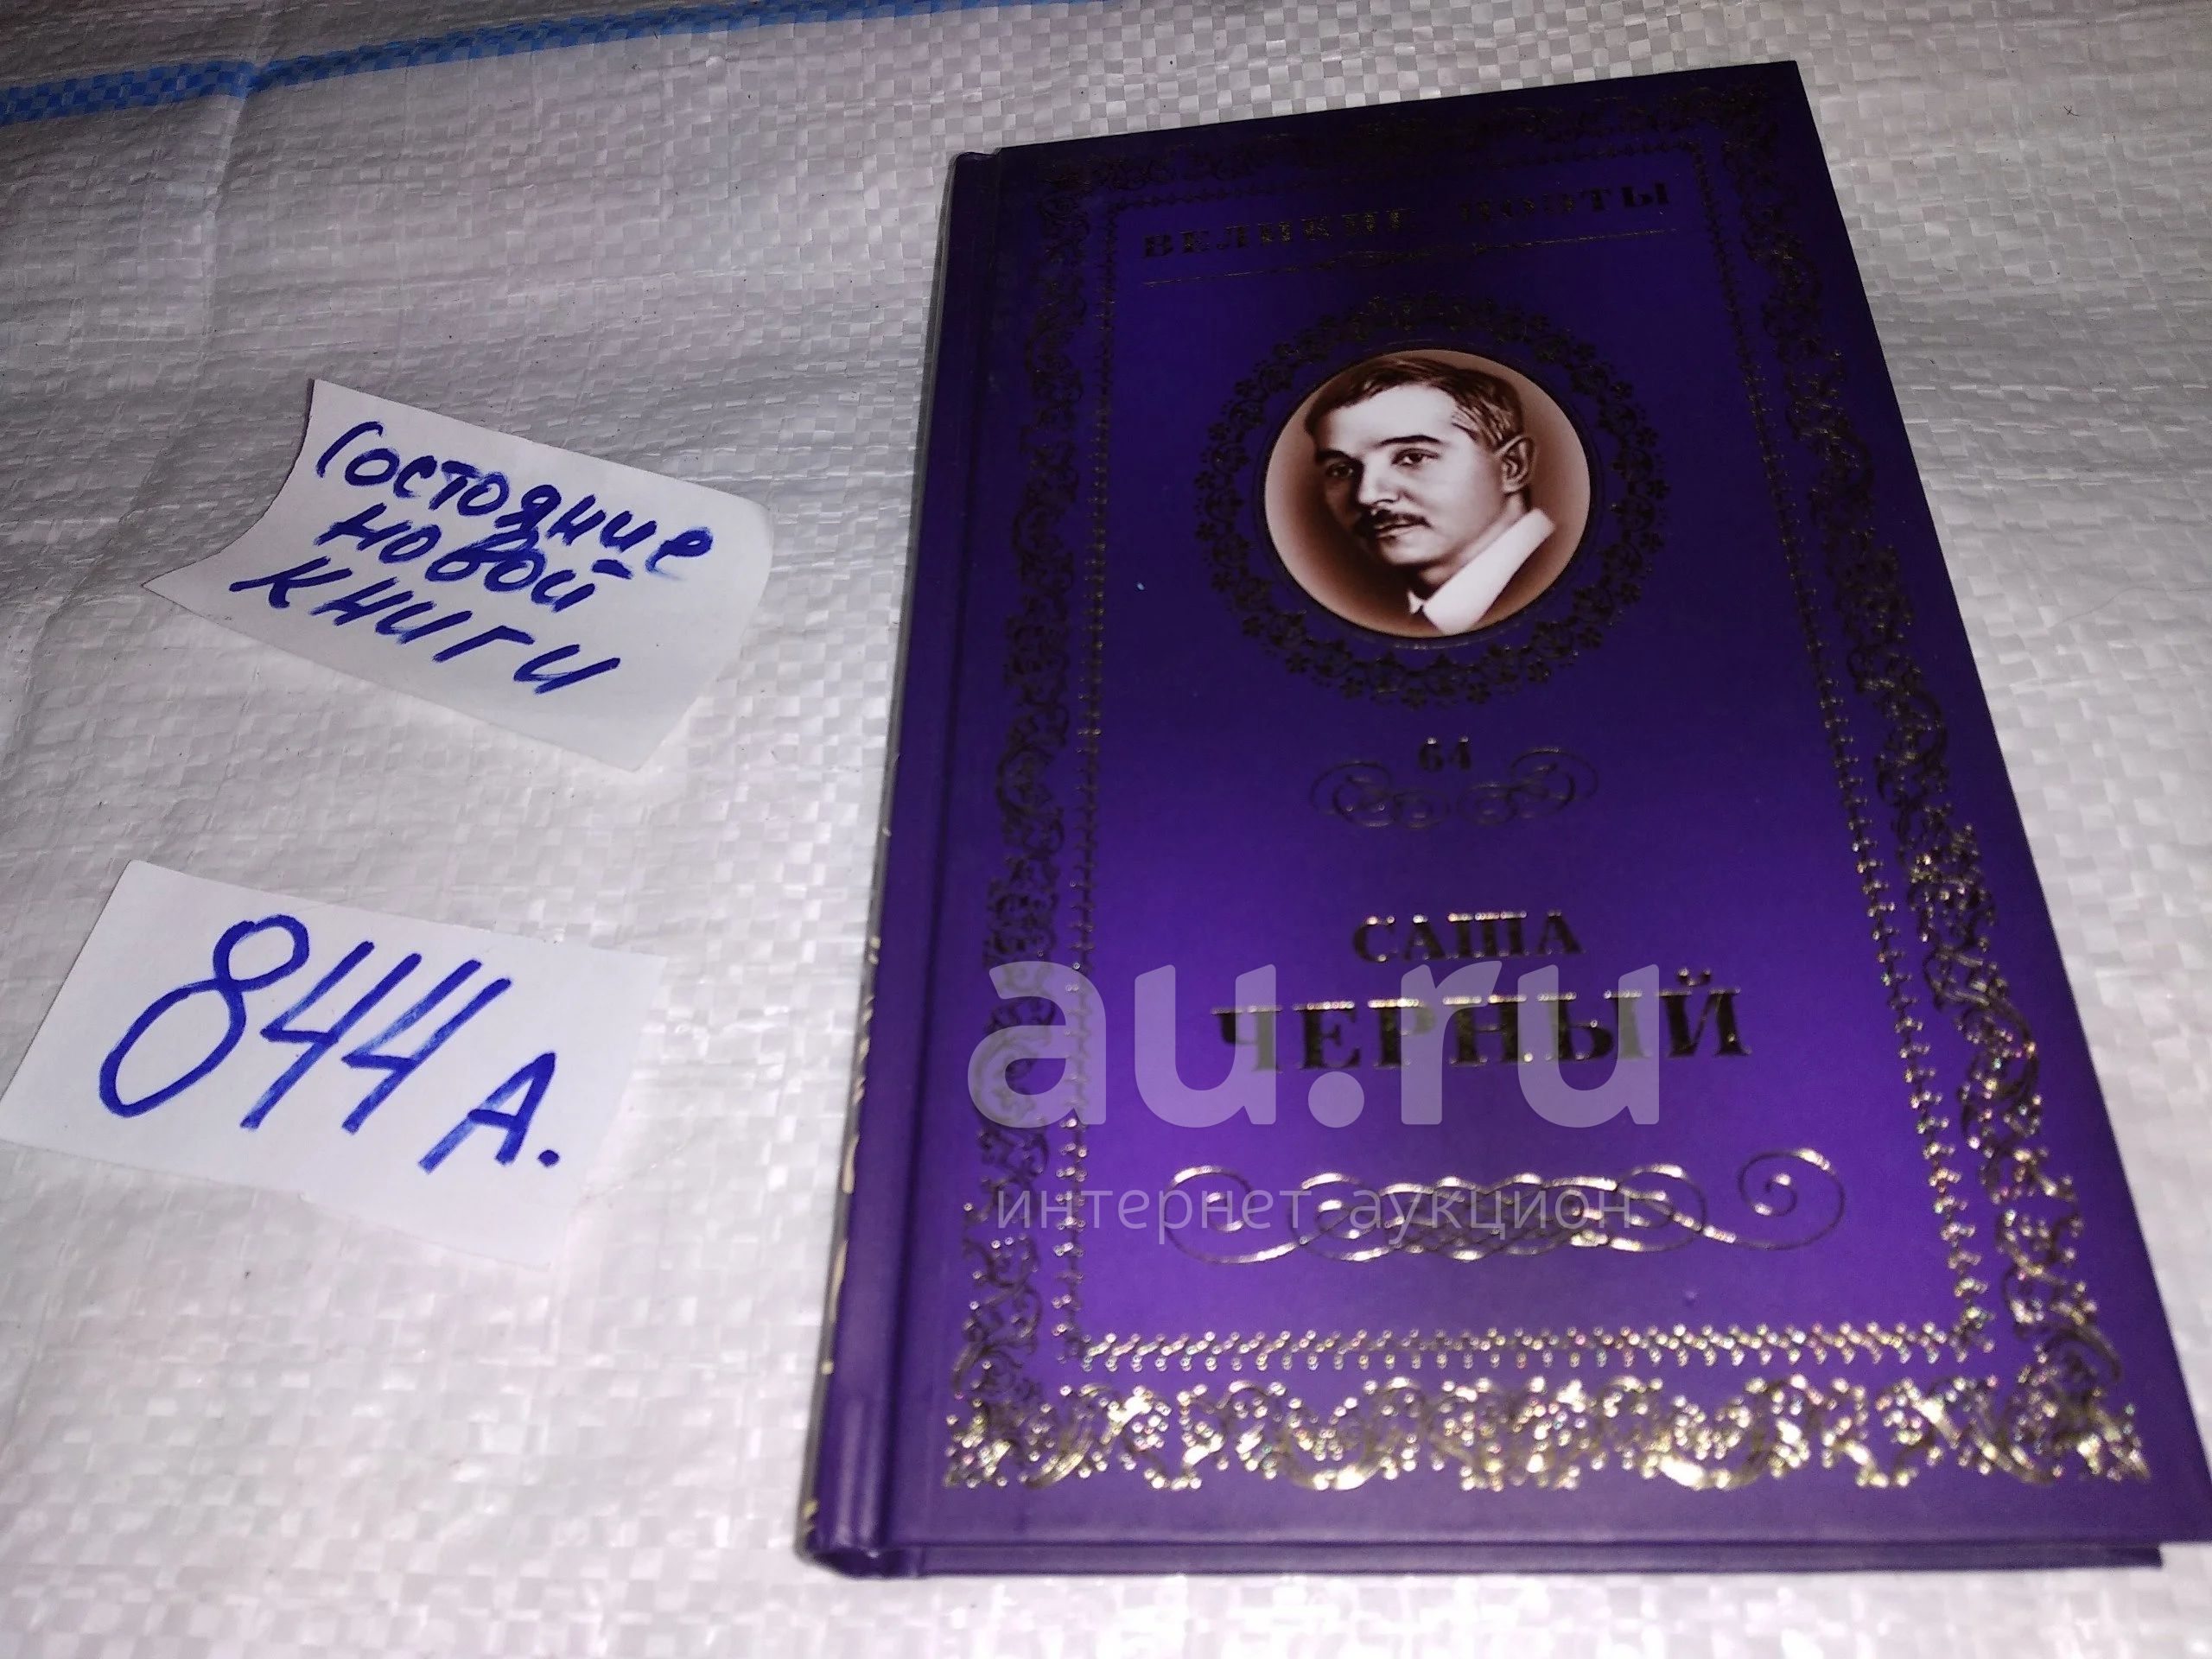 Состояние
новой
книги
844 А.
ВЕЛИКИЕ ПОЭТЫ
64
САША
ЧЕРНЫЙ
au.ru
интернет-аукцион